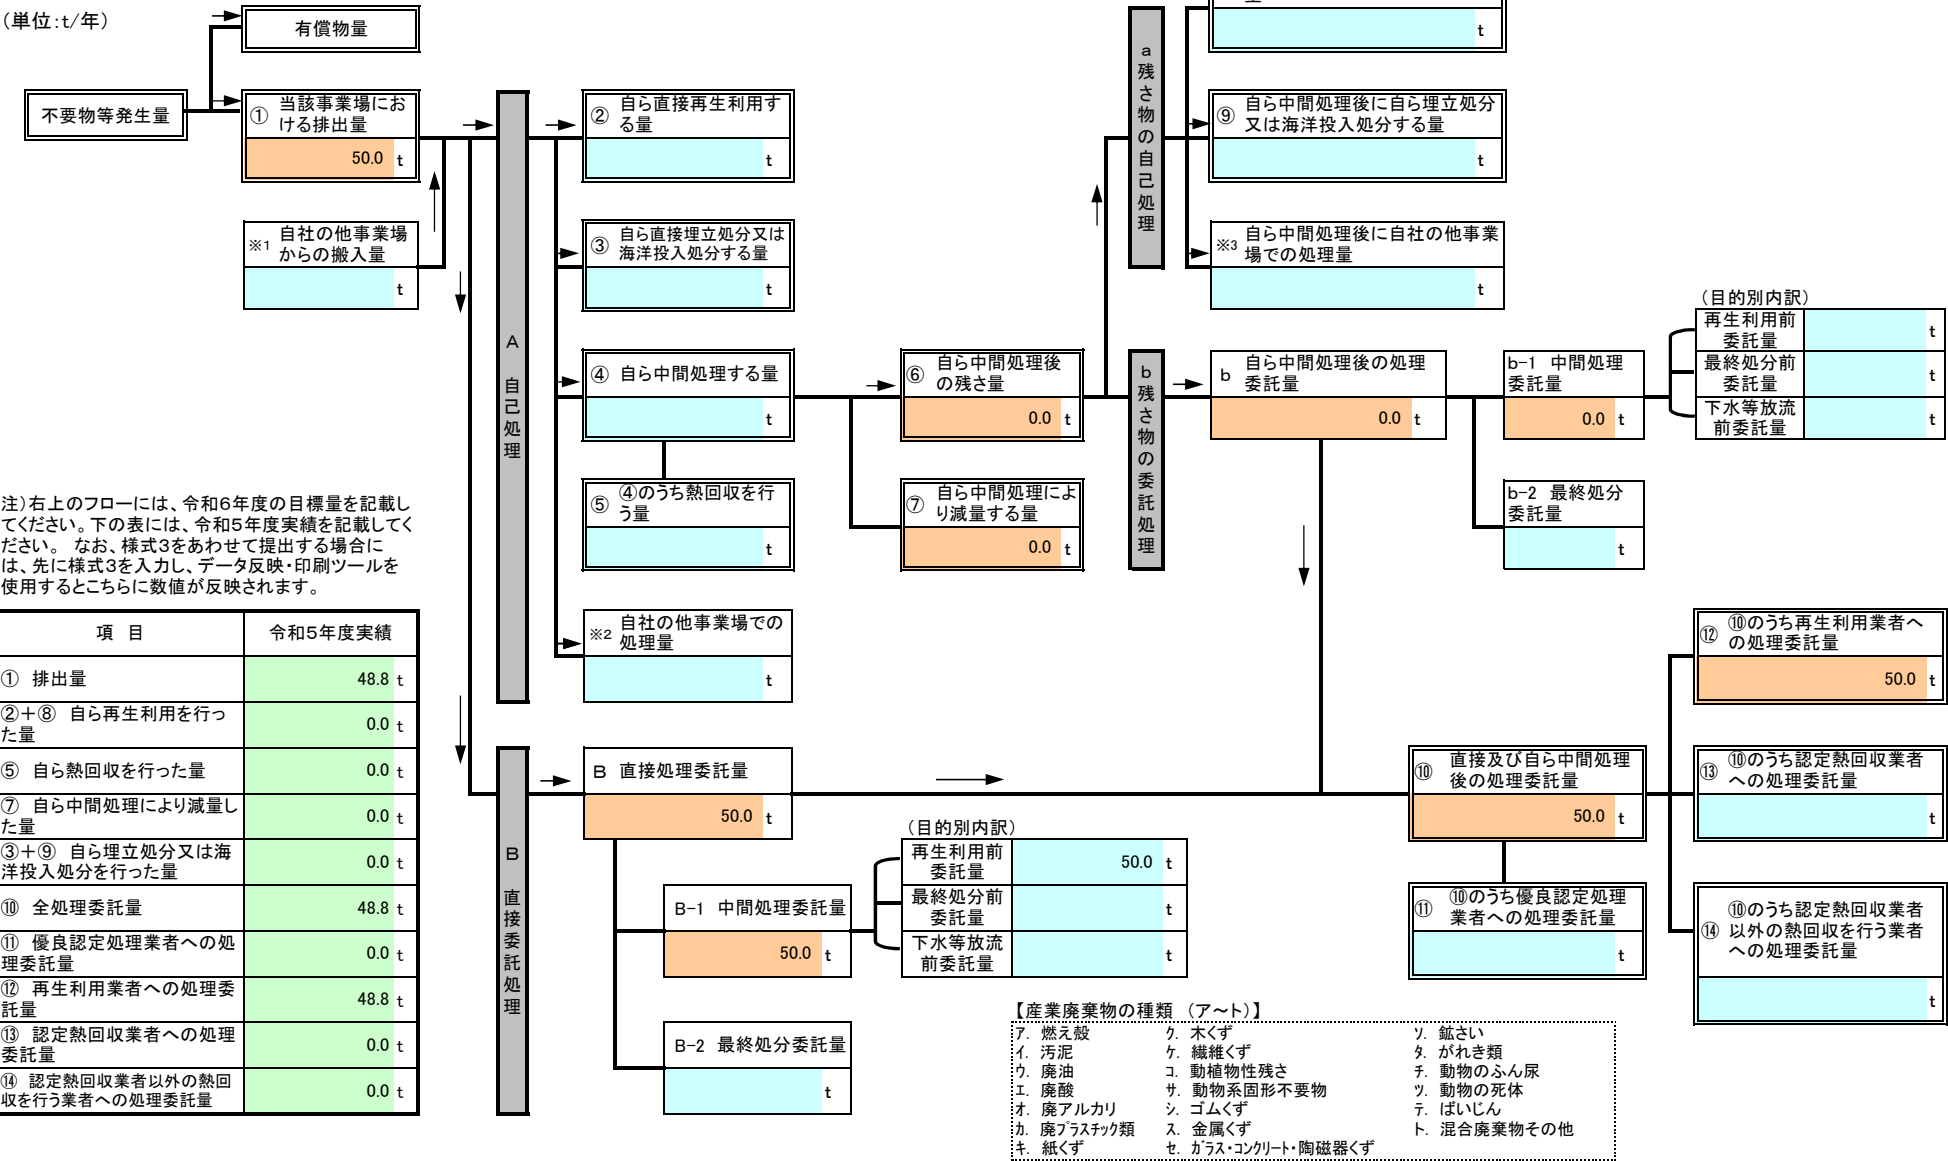 (単位:t/年)
有償物量
不要物等発生量
① 当該事業場にお
ける排出量
50.0 t
※1 自社の他事業場
からの搬入量
t
A 自己処理
② 自ら直接再生利用す
る量
t
③ 自ら直接埋立処分又は
海洋投入処分する量
t
④ 自ら中間処理する量
t
⑤ ④のうち熱回収を行
う量
t
※2 自社の他事業場での
処理量
t
⑥ 自ら中間処理後
の残さ量
0.0 t
⑦ 自ら中間処理によ
り減量する量
0.0 t
a残さ物の自己処理
t
⑨ 自ら中間処理後に自ら埋立処分
又は海洋投入処分する量
t
※3 自ら中間処理後に自社の他事業
場での処理量
t
b残さ物の委託処理
b 自ら中間処理後の処理
委託量
0.0 t
b-1 中間処理
委託量
0.0 t
b-2 最終処分
委託量
t
(目的別内訳)
再生利用前
委託量
t
最終処分前
委託量
t
下水等放流
前委託量
t
注)右上のフローには、令和6年度の目標量を記載し
てください。下の表には、令和5年度実績を記載してく
ださい。 なお、様式3をあわせて提出する場合に
は、先に様式3を入力し、データ反映・印刷ツールを
使用するとこちらに数値が反映されます。
項 目 令和5年度実績
① 排出量 48.8 t
②+⑧ 自ら再生利用を行っ
た量 0.0 t
⑤ 自ら熱回収を行った量 0.0 t
⑦ 自ら中間処理により減量し
た量 0.0 t
③+⑨ 自ら埋立処分又は海
洋投入処分を行った量 0.0 t
⑩ 全処理委託量 48.8 t
⑪ 優良認定処理業者への処
理委託量 0.0 t
⑫ 再生利用業者への処理委
託量 48.8 t
⑬ 認定熱回収業者への処理
委託量 0.0 t
⑭ 認定熱回収業者以外の熱回
収を行う業者への処理委託量 0.0 t
B 直接委託処理
B 直接処理委託量
50.0 t
B-1 中間処理委託量
50.0 t
B-2 最終処分委託量
t
(目的別内訳)
再生利用前
委託量
50.0 t
最終処分前
委託量
t
下水等放流
前委託量
t
⑩ 直接及び自ら中間処理
後の処理委託量
50.0 t
⑪ ⑩のうち優良認定処理
業者への処理委託量
t
⑫ ⑩のうち再生利用業者へ
の処理委託量
50.0 t
⑬ ⑩のうち認定熱回収業者
への処理委託量
t
⑭ ⑩のうち認定熱回収業者
以外の熱回収を行う業者
への処理委託量
t
【産業廃棄物の種類 (ア~ト)】
ア. 燃え殻 ク. 木くず ソ. 鉱さい
イ. 汚泥 ケ. 繊維くず タ. がれき類
ウ. 廃油 コ. 動植物性残さ チ. 動物のふん尿
エ. 廃酸 サ. 動物系固形不要物 ツ. 動物の死体
オ. 廃アルカリ シ. ゴムくず テ. ばいじん
カ. 廃プラスチック類 ス. 金属くず ト. 混合廃棄物その他
キ. 紙くず セ. ガラス・コンクリート・陶磁器くず